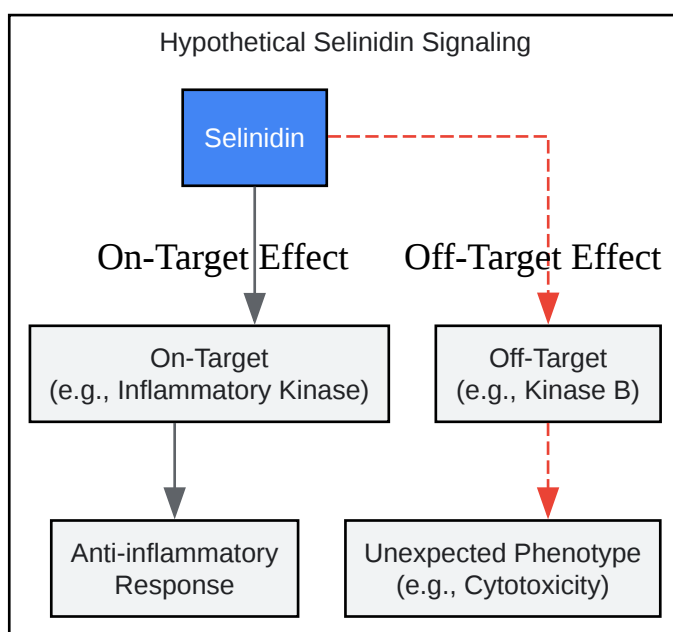 Hypothetical Selinidin Signaling
Selinidin
On-Target Effect
Off-Target Effect
On-Target
(e.g., Inflammatory Kinase)
Off-Target
(e.g., Kinase B)
Anti-inflammatory
Response
Unexpected Phenotype
(e.g., Cytotoxicity)